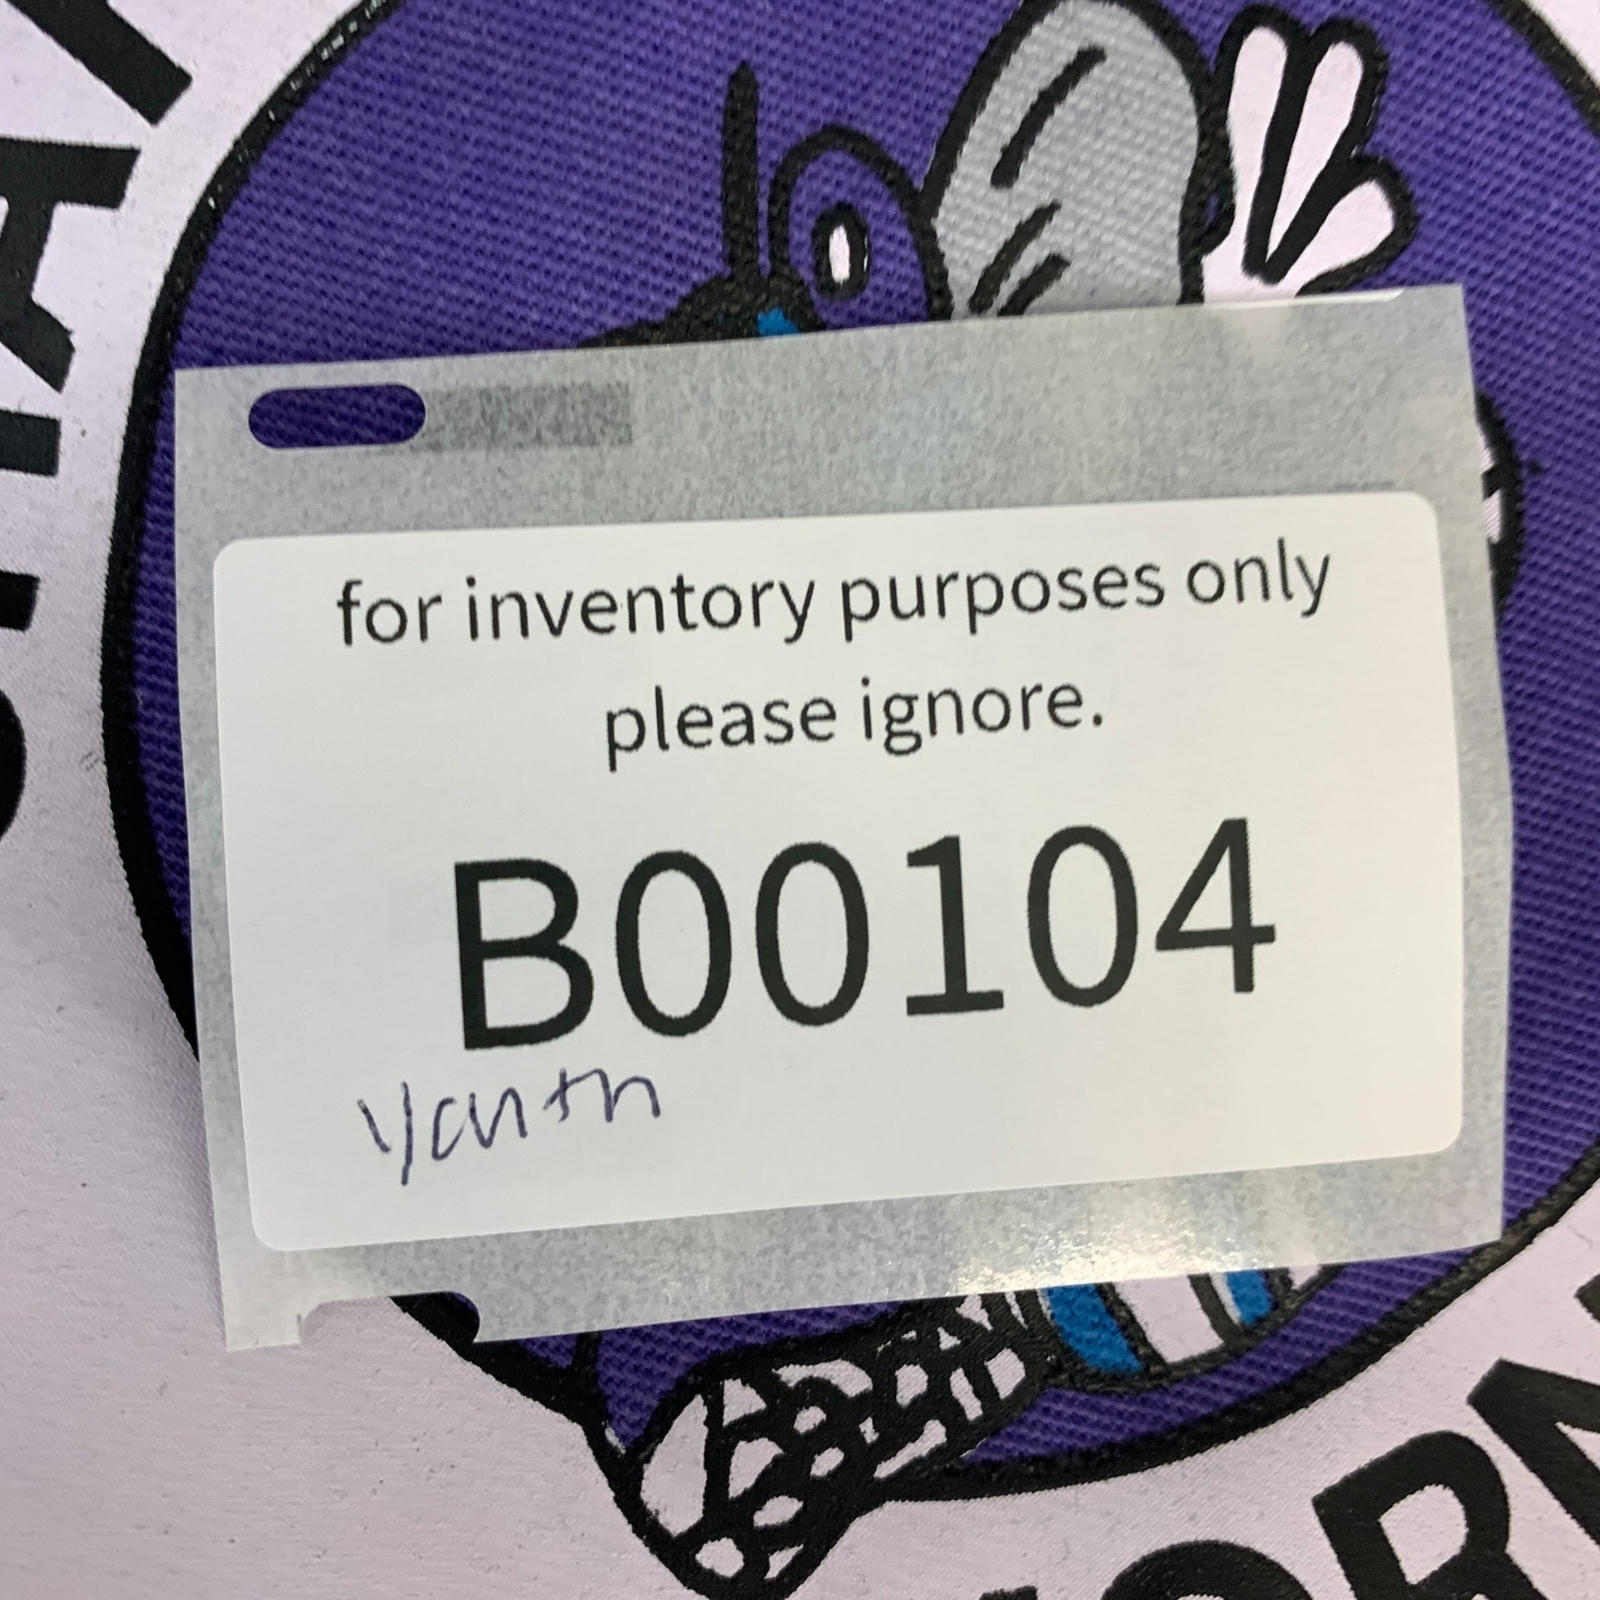 for inventory purposes only
please ignore.
B00104
Youth